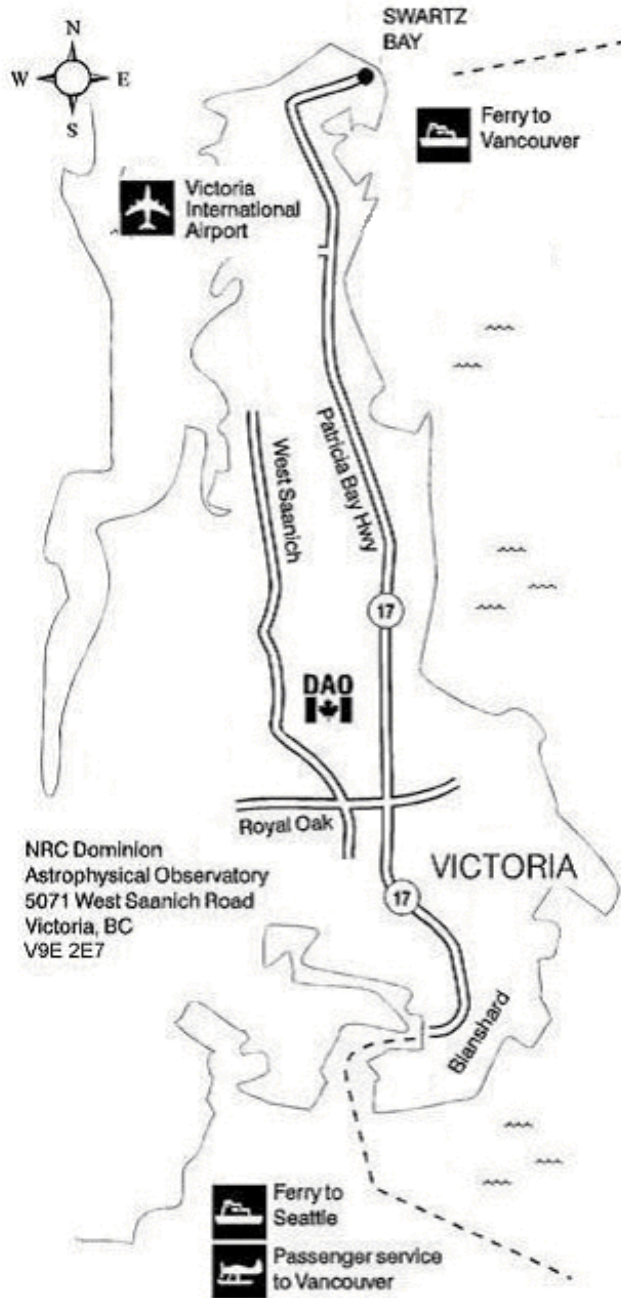 SWARTZ
BAY
N
W
E
S
Ferry to
Vancouver
Victoria
International
Airport
West Saanich
Patricia Bay Hwy
17
DAO
Royal Oak
NRC Dominion
Astrophysical Observatory
5071 West Saanich Road
Victoria, BC
V9E 2E7
VICTORIA
17
Blanshard
Ferry to
Seattle
Passenger service
to Vancouver